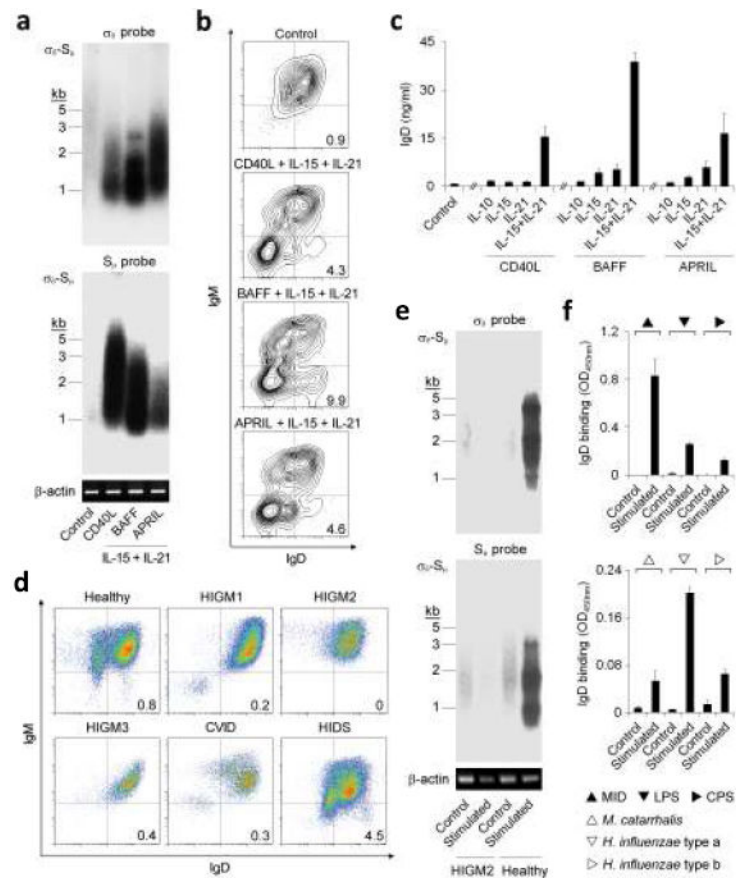 a
σδ probe
σδ-Sμ
kb
5
3
2
1
Sμ probe
σδ-Sμ
kb
5
3
2
1
β-actin
Control
CD40L
BAFF
APRIL
IL-15 + IL-21
b
Control
0.9
CD40L + IL-15 + IL-21
4.3
BAFF + IL-15 + IL-21
9.9
APRIL + IL-15 + IL-21
4.6
IgM
IgD
c
IgD (ng/ml)
45
30
15
0
Control
IL-10
IL-15
IL-21
IL-15+IL-21
IL-10
IL-15
IL-21
IL-15+IL-21
IL-10
IL-15
IL-21
IL-15+IL-21
CD40L
BAFF
APRIL
d
Healthy
HIGM1
HIGM2
0.8
0.2
0
HIGM3
CVID
HIDS
0.4
0.3
4.5
IgM
IgD
e
σδ probe
σδ-Sμ
kb
5
3
2
1
Sμ probe
σδ-Sμ
kb
5
3
2
1
β-actin
Control
Stimulated
Control
Stimulated
HIGM2
Healthy
f
IgD binding (OD450nm)
1.2
0.8
0.4
0
Control
Stimulated
Control
Stimulated
Control
Stimulated
IgD binding (OD450nm)
0.24
0.16
0.08
0
Control
Stimulated
Control
Stimulated
Control
Stimulated
▲ MID ▼ LPS ► CPS
△ M. catarrhalis
▽ H. influenzae type a
▷ H. influenzae type b